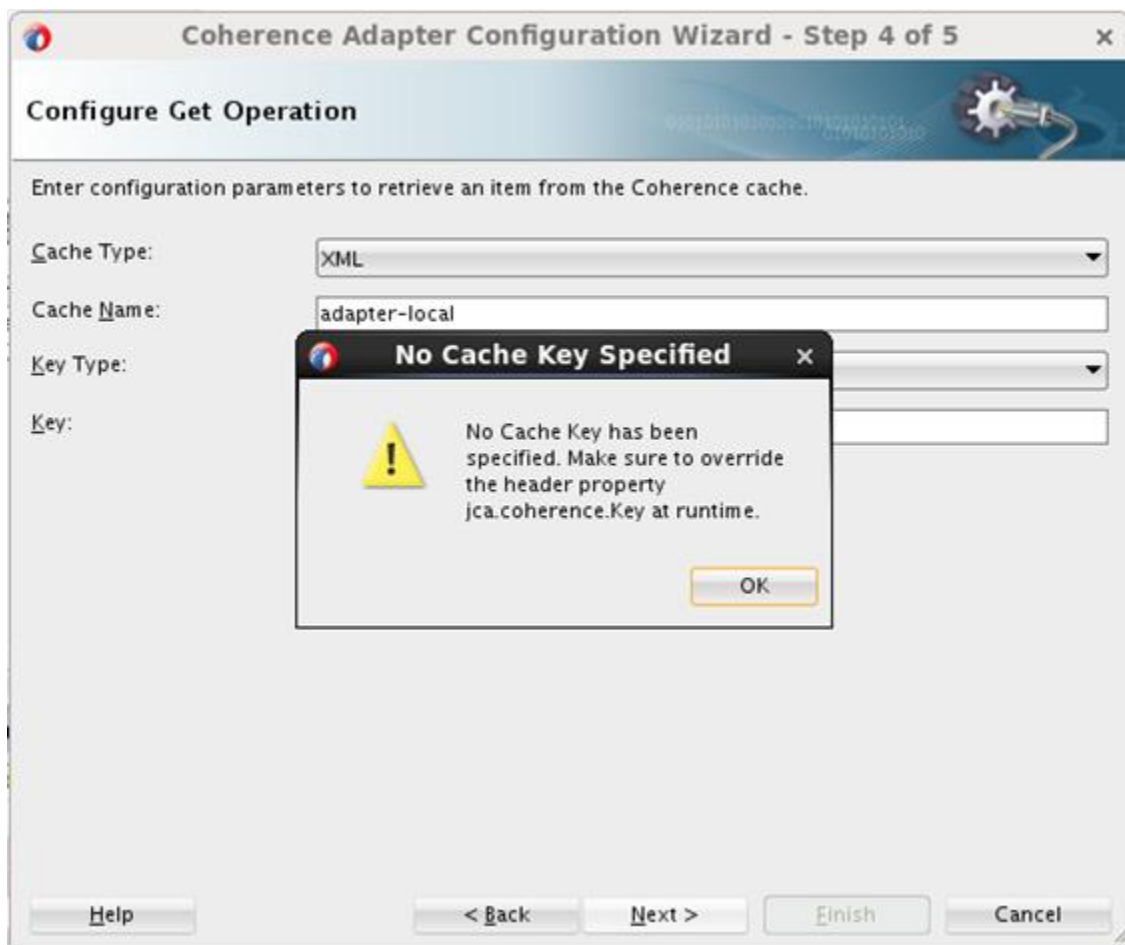 Coherence Adapter Configuration Wizard - Step 4 of 5
Configure Get Operation
Enter configuration parameters to retrieve an item from the Coherence cache.
Cache Type:
XML
Cache Name:
adapter-local
Key Type:
Key:
No Cache Key Specified
No Cache Key has been
specified. Make sure to override
the header property
jca.coherence.Key at runtime.
OK
Help
< Back
Next >
Finish
Cancel